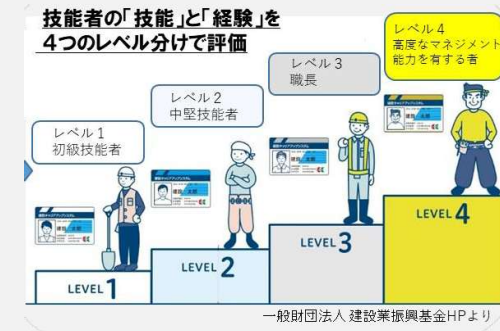 技能者の「技能」と「経験」を
４つのレベル分けで評価
レベル１
初級技能者
レベル２
中堅技能者
レベル３
職長
レベル４
高度なマネジメント
能力を有する者
LEVEL 1
LEVEL 2
LEVEL 3
LEVEL 4
一般財団法人 建設業振興基金HPより